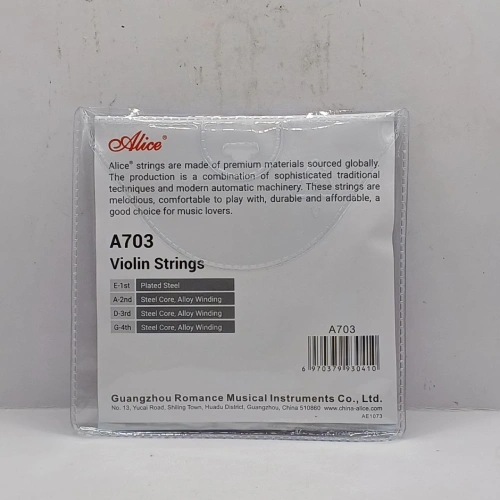 Alice®
Alice® strings are made of premium materials sourced globally.
The production is a combination of sophisticated traditional
techniques and modern automatic machinery. These strings are
melodious, comfortable to play with, durable and affordable, a
good choice for music lovers.
A703
Violin Strings
E-1st Plated Steel
A-2nd Steel Core, Alloy Winding
D-3rd Steel Core, Alloy Winding
G-4th Steel Core, Alloy Winding
A703
6 970379 930410
Guangzhou Romance Musical Instruments Co., Ltd.
No. 13, Yucai Road, Shiling Town, Huadu District, Guangzhou, China 510860 www.china-alice.com
AE1073